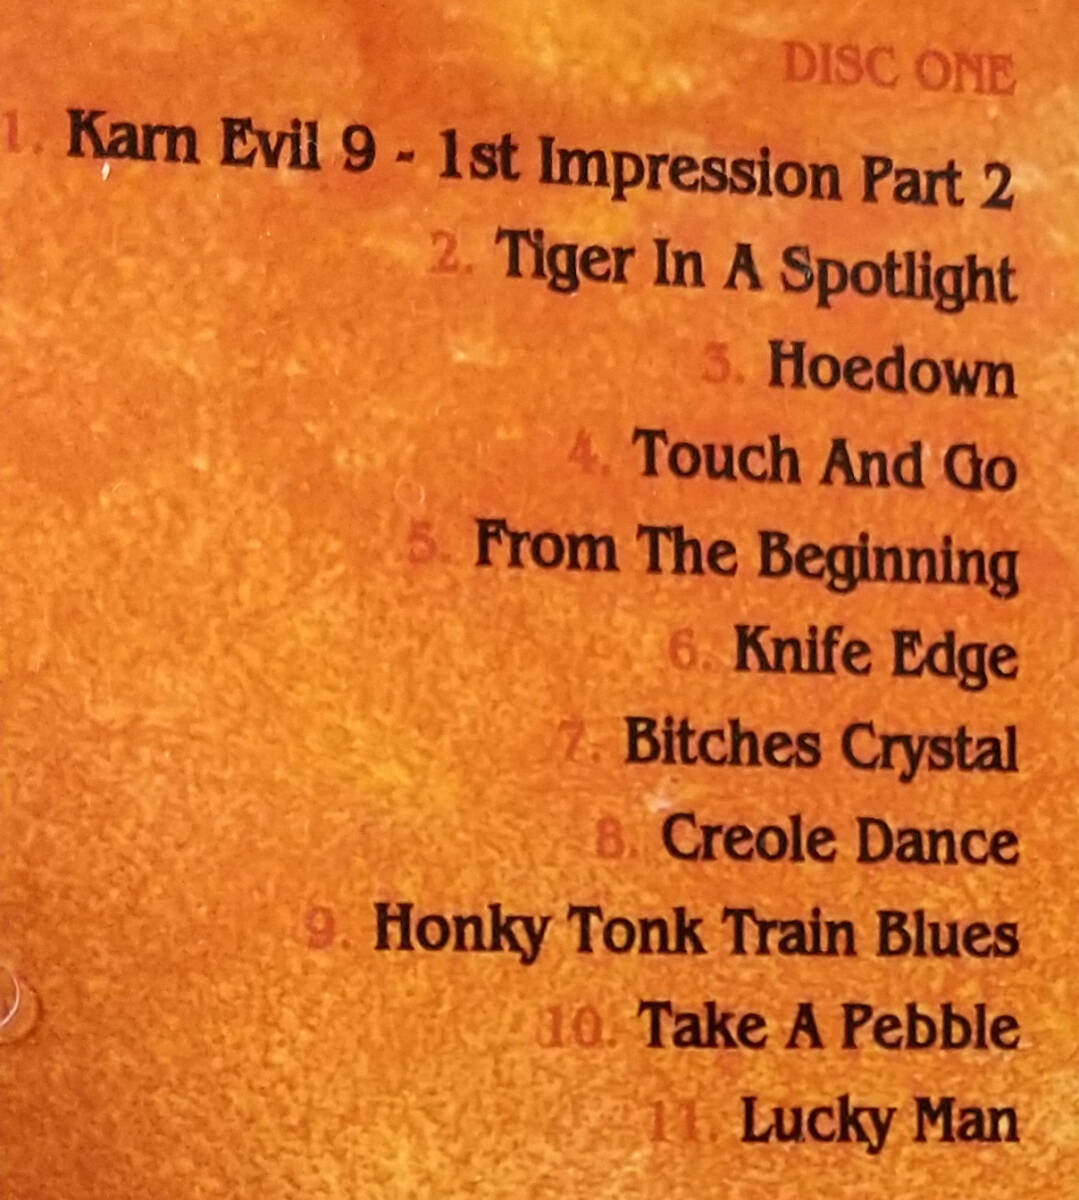 DISC ONE
1. Karn Evil 9 - 1st Impression Part 2
2. Tiger In A Spotlight
3. Hoedown
4. Touch And Go
5. From The Beginning
6. Knife Edge
7. Bitches Crystal
8. Creole Dance
9. Honky Tonk Train Blues
10. Take A Pebble
11. Lucky Man